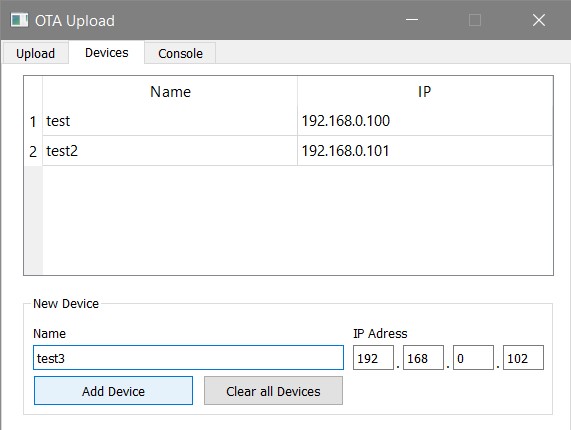 OTA Upload
Upload Devices Console
Name IP
1 test 192.168.0.100
2 test2 192.168.0.101
New Device
Name IP Adress
test3 192 . 168 . 0 . 102
Add Device Clear all Devices